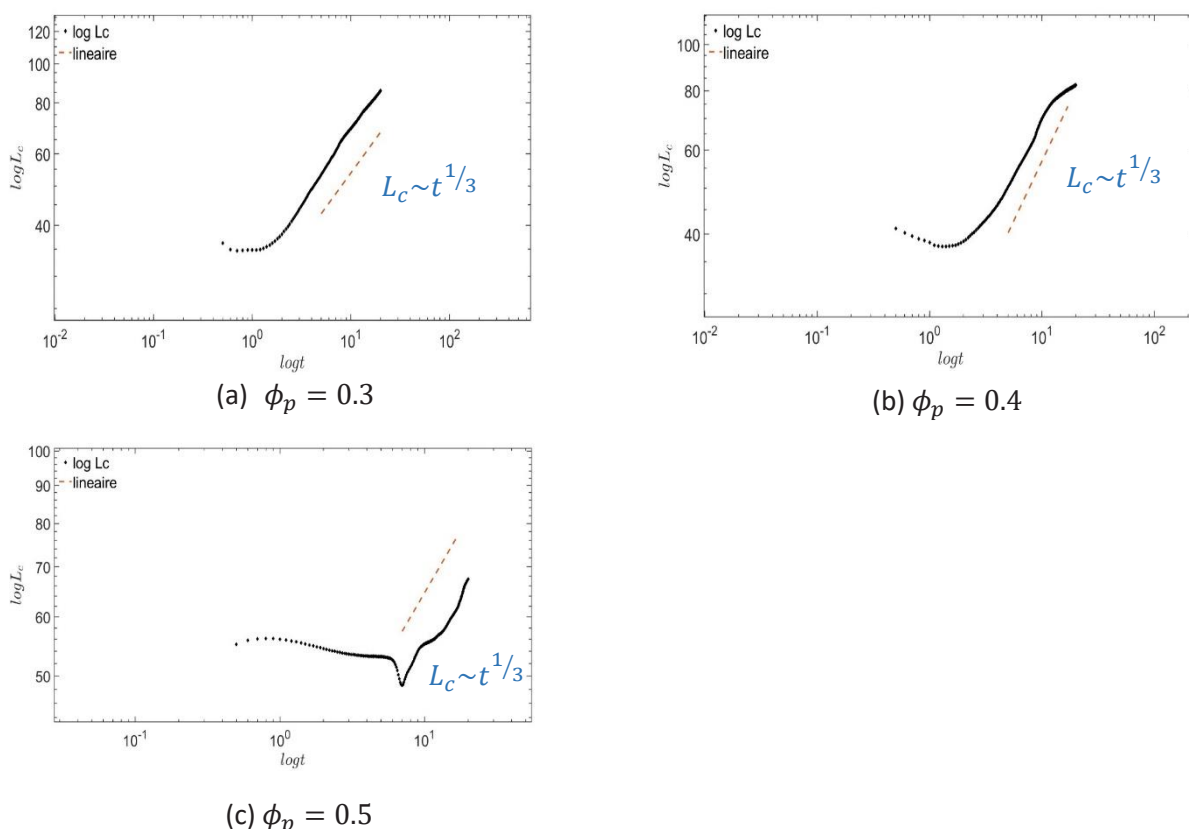 120
100
80
60
40
log Lc
lineaire
logL_c
L_c~t^1/3
10^-2
10^-1
10^0
10^1
10^2
logt
(a) ϕ_p = 0.3
100
80
60
40
log Lc
lineaire
logL_c
L_c~t^1/3
10^-2
10^-1
10^0
10^1
10^2
logt
(b) ϕ_p = 0.4
100
90
80
70
60
50
log Lc
lineaire
logL_c
L_c~t^1/3
10^-1
10^0
10^1
logt
(c) ϕ_p = 0.5